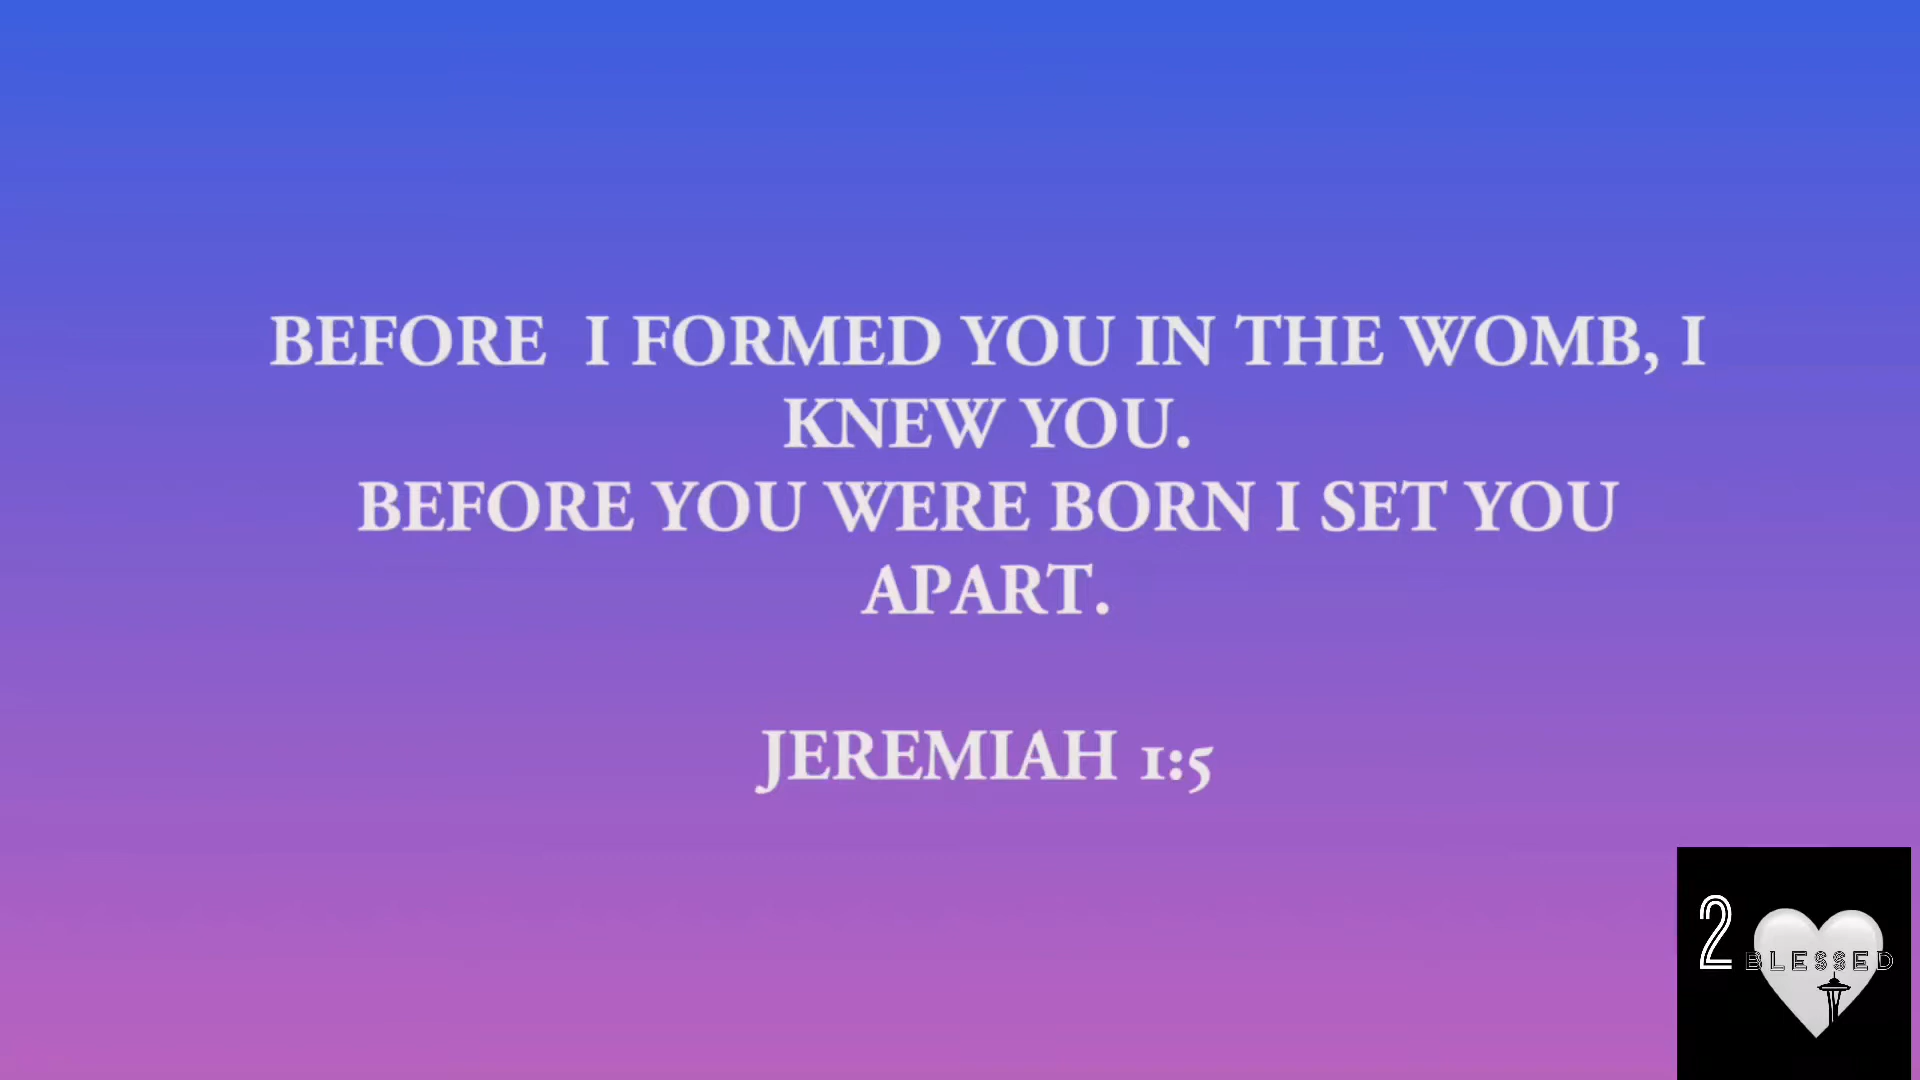 BEFORE I FORMED YOU IN THE WOMB, I
KNEW YOU.
BEFORE YOU WERE BORN I SET YOU
APART.
JEREMIAH 1:5
2
BLESSED